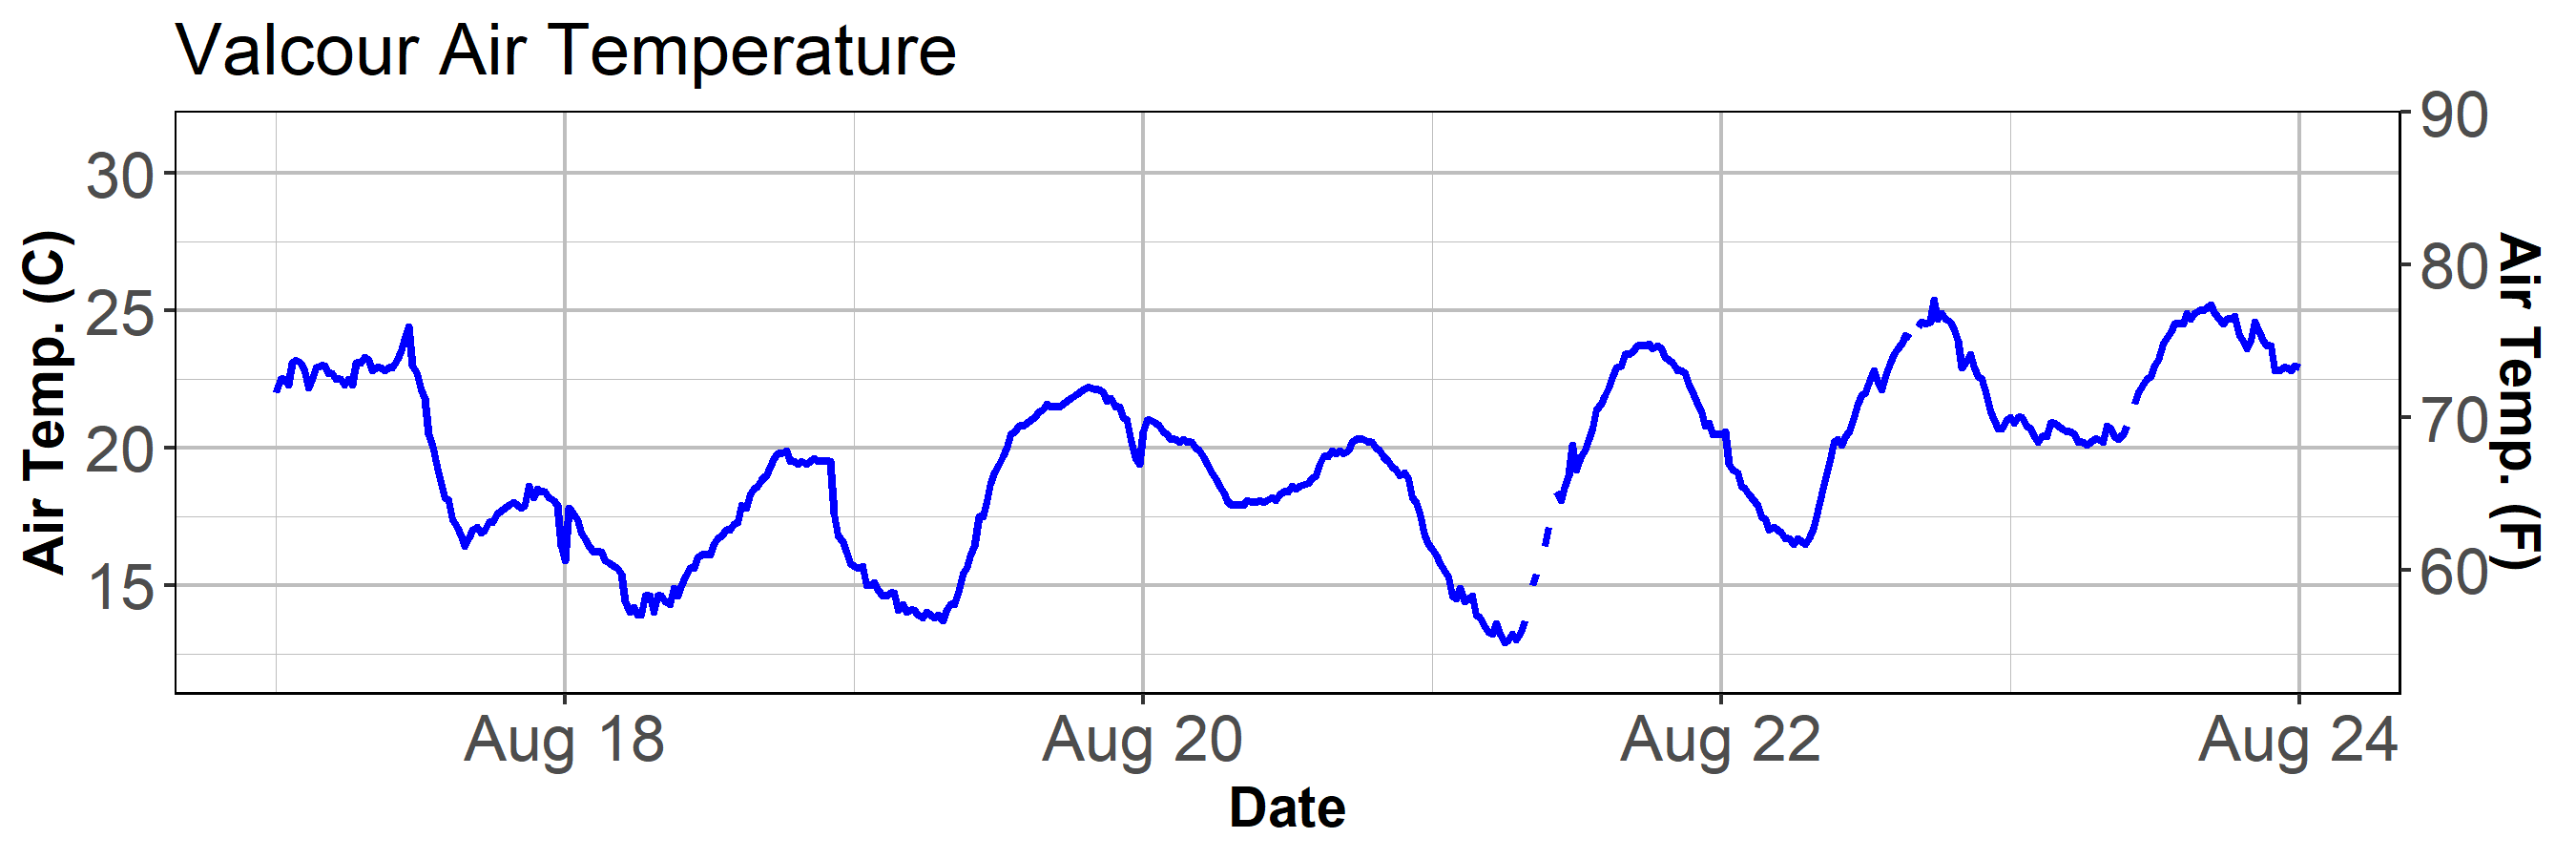 Valcour Air Temperature
Air Temp. (C)
30
25
20
15
90
80
70
60
Air Temp. (F)
Aug 18
Aug 20
Aug 22
Aug 24
Date